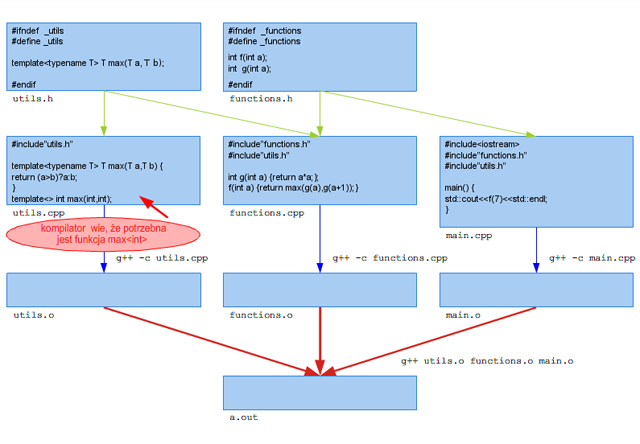 #ifndef _utils
#define _utils
template<typename T> T max(T a, T b);
#endif
utils.h
#ifndef _functions
#define _functions
int f(int a);
int g(int a);
#endif
functions.h
#include"utils.h"
template<typename T> T max(T a,T b) {
return (a>b)?a:b;
}
template<> int max(int,int);
utils.cpp
kompilator wie, że potrzebna
jest funkcja max<int>
#include"functions.h"
#include"utils.h"
int g(int a) {return a*a; }
f(int a) {return max(g(a),g(a+1)); }
functions.cpp
#include<iostream>
#include"functions.h"
#include"utils.h"
main() {
std::cout<<f(7)<<std::endl;
}
main.cpp
g++ -c utils.cpp
g++ -c functions.cpp
g++ -c main.cpp
utils.o
functions.o
main.o
g++ utils.o functions.o main.o
a.out